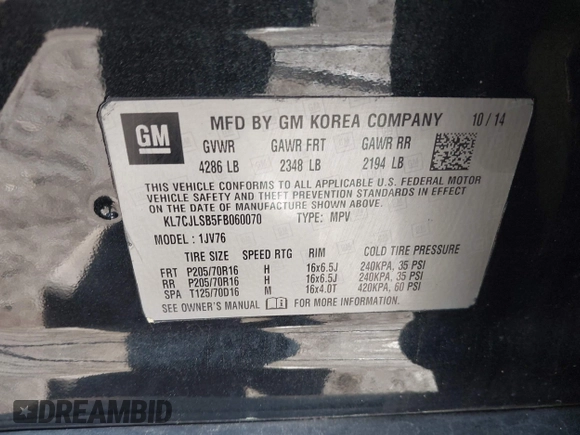 GM
MFD BY GM KOREA COMPANY 10/14
GVWR GAWR FRT GAWR RR
4286 LB 2348 LB 2194 LB
THIS VEHICLE CONFORMS TO ALL APPLICABLE U.S. FEDERAL MOTOR
VEHICLE SAFETY AND THEFT PREVENTION STANDARDS IN EFFECT
ON THE DATE OF MANUFACTURE SHOWN ABOVE.
KL7CJLSB5FB060070 TYPE: MPV
MODEL: 1JV76
TIRE SIZE SPEED RTG RIM COLD TIRE PRESSURE
FRT P205/70R16 H 16x6.5J 240KPA, 35 PSI
RR P205/70R16 H 16x6.5J 240KPA, 35 PSI
SPA T125/70D16 M 16x4.0T 420KPA, 60 PSI
SEE OWNER'S MANUAL FOR MORE INFORMATION.
DREAMBID